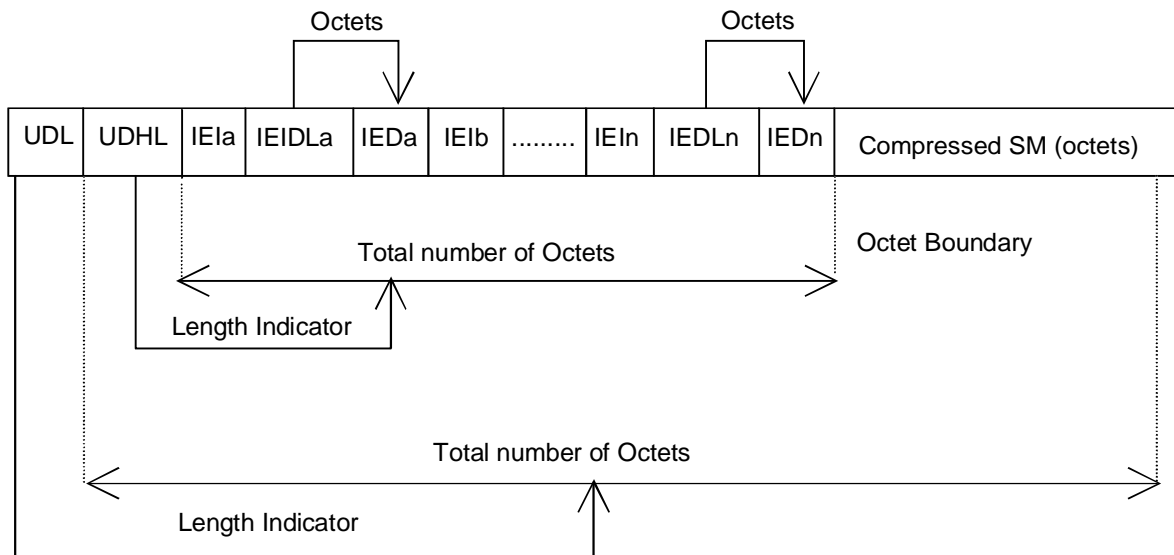 Octets Octets
UDL UDHL IEIa IEIDLa IEDa IEIb ......... IEIn IEDLn IEDn Compressed SM (octets)
Total number of Octets Octet Boundary
Length Indicator
Total number of Octets
Length Indicator